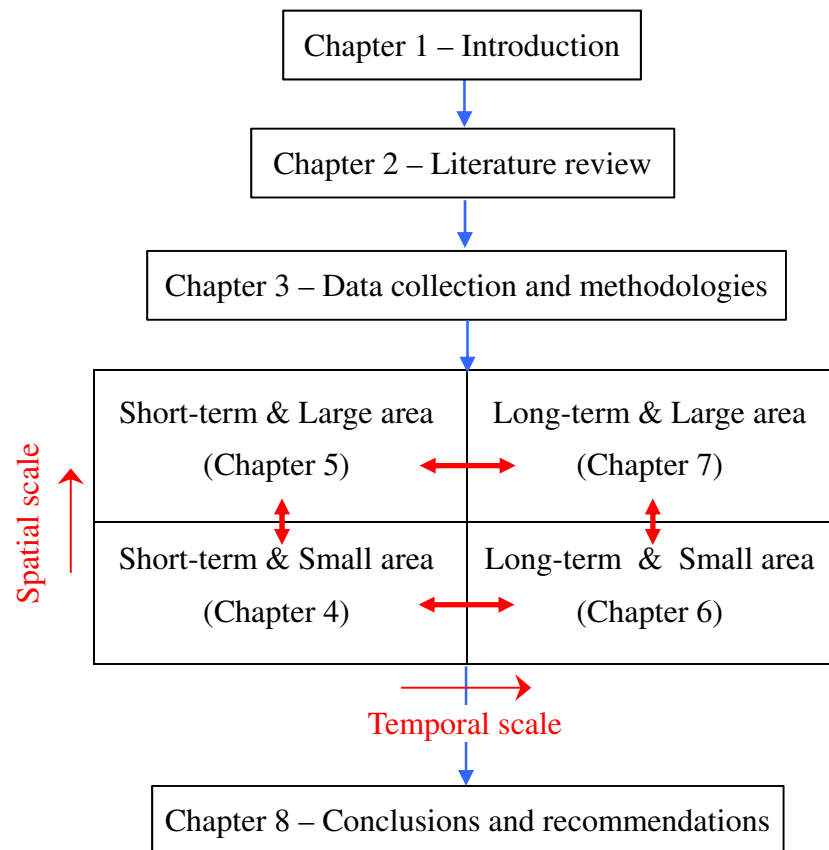 Chapter 1 – Introduction
Chapter 2 – Literature review
Chapter 3 – Data collection and methodologies
Short-term & Large area
(Chapter 5)
Long-term & Large area
(Chapter 7)
Spatial scale
Short-term & Small area
(Chapter 4)
Long-term & Small area
(Chapter 6)
Temporal scale
Chapter 8 – Conclusions and recommendations